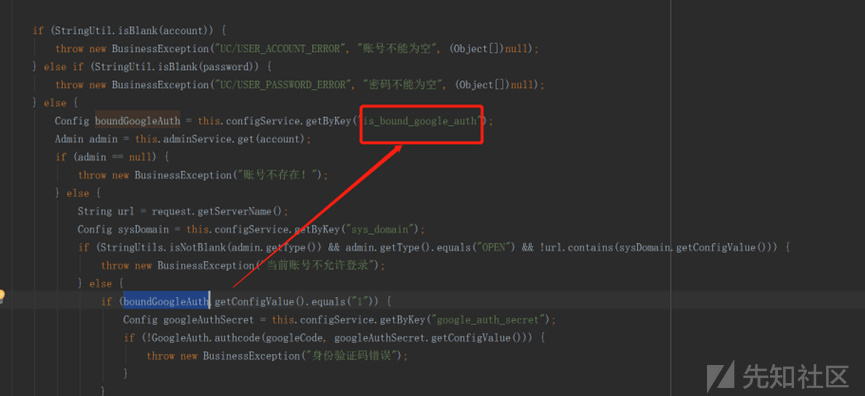 if (StringUtil.isBlank(account)) {
throw new BusinessException("UC/USER_ACCOUNT_ERROR", "账号不能为空", (Object[])null);
} else if (StringUtil.isBlank(password)) {
throw new BusinessException("UC/USER_PASSWORD_ERROR", "密码不能为空", (Object[])null);
} else {
Config boundGoogleAuth = this.configService.getByKey("is_bound_google_auth");
Admin admin = this.adminService.get(account);
if (admin == null) {
throw new BusinessException("账号不存在!");
} else {
String url = request.getServerName();
Config sysDomain = this.configService.getByKey("sys_domain");
if (StringUtils.isNotBlank(admin.getType()) && admin.getType().equals("OPEN") && !url.contains(sysDomain.getConfigValue())) {
throw new BusinessException("当前账号不允许登录");
} else {
if (boundGoogleAuth.getConfigValue().equals("1")) {
Config googleAuthSecret = this.configService.getByKey("google_auth_secret");
if (!GoogleAuth.authcode(googleCode, googleAuthSecret.getConfigValue())) {
throw new BusinessException("身份验证码错误");
}
}
先知社区